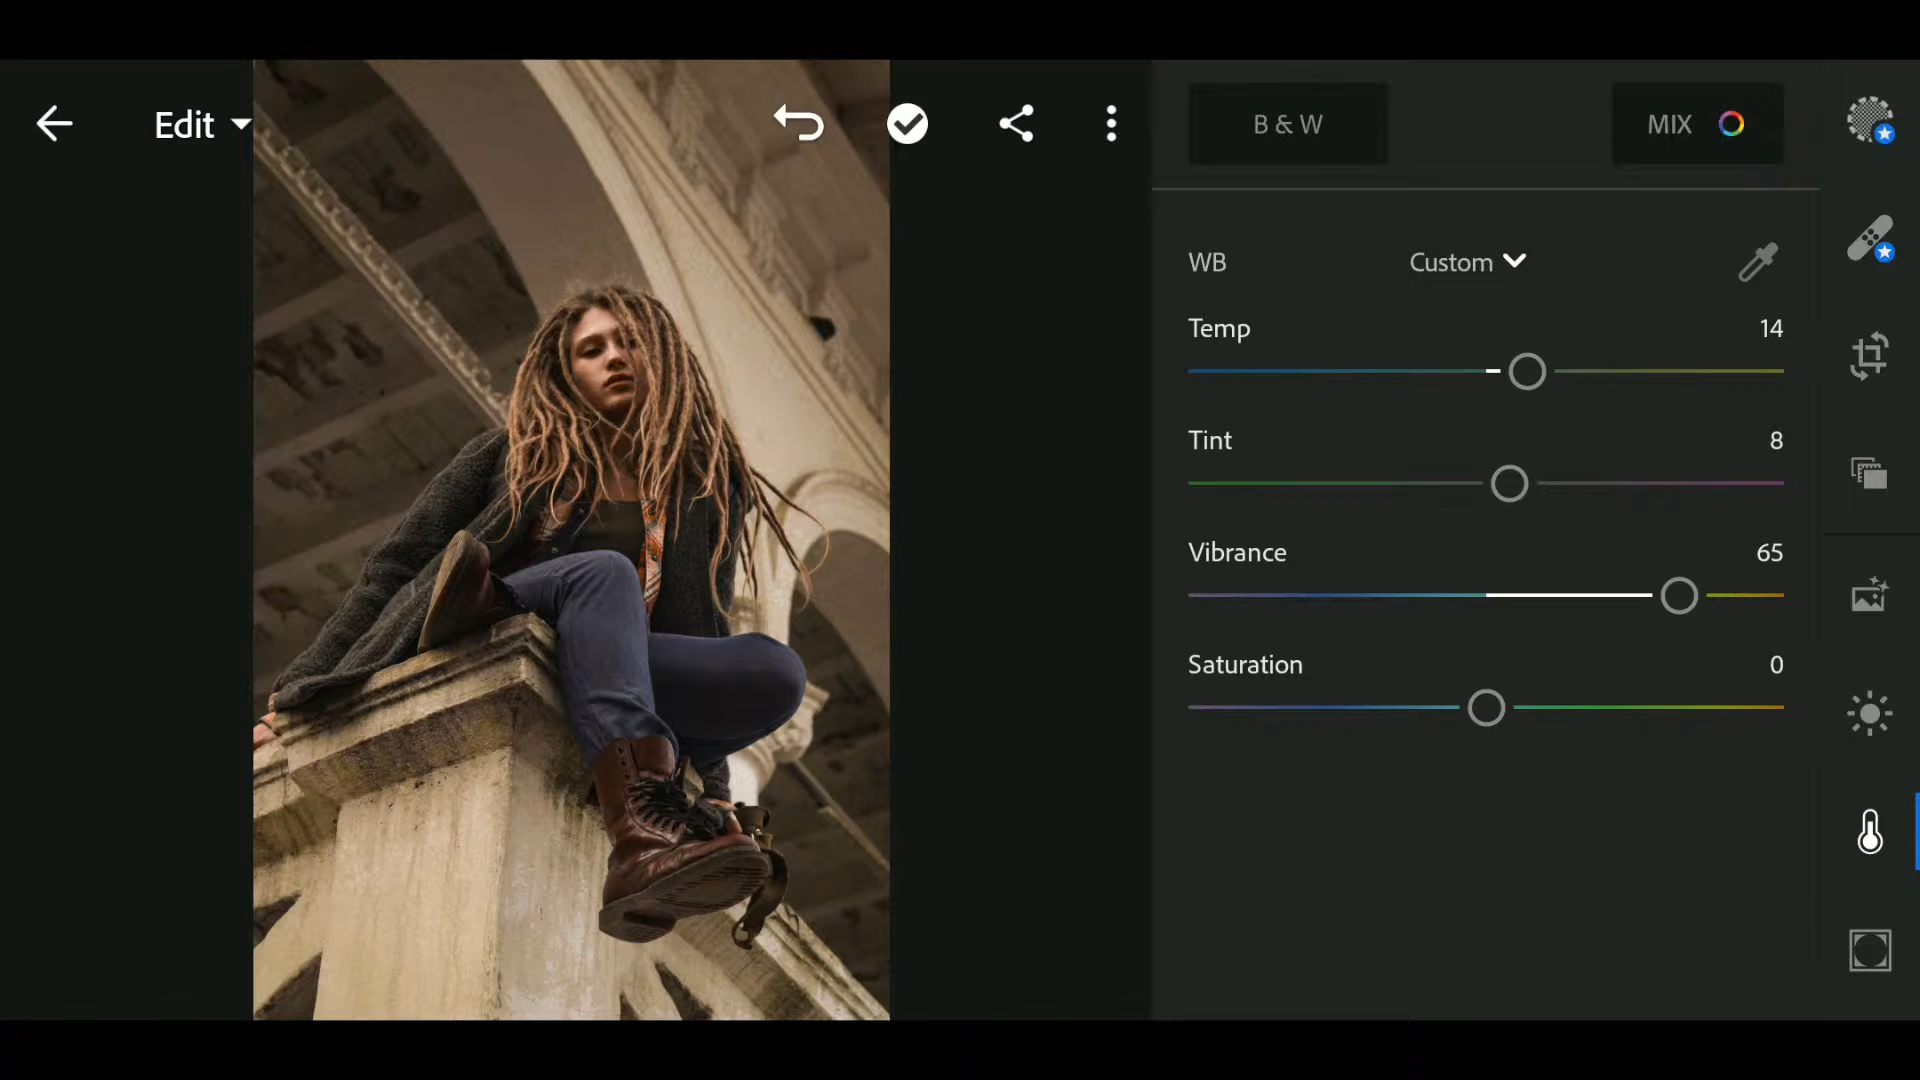 Edit
B & W
MIX
WB
Custom
Temp
14
Tint
8
Vibrance
65
Saturation
0